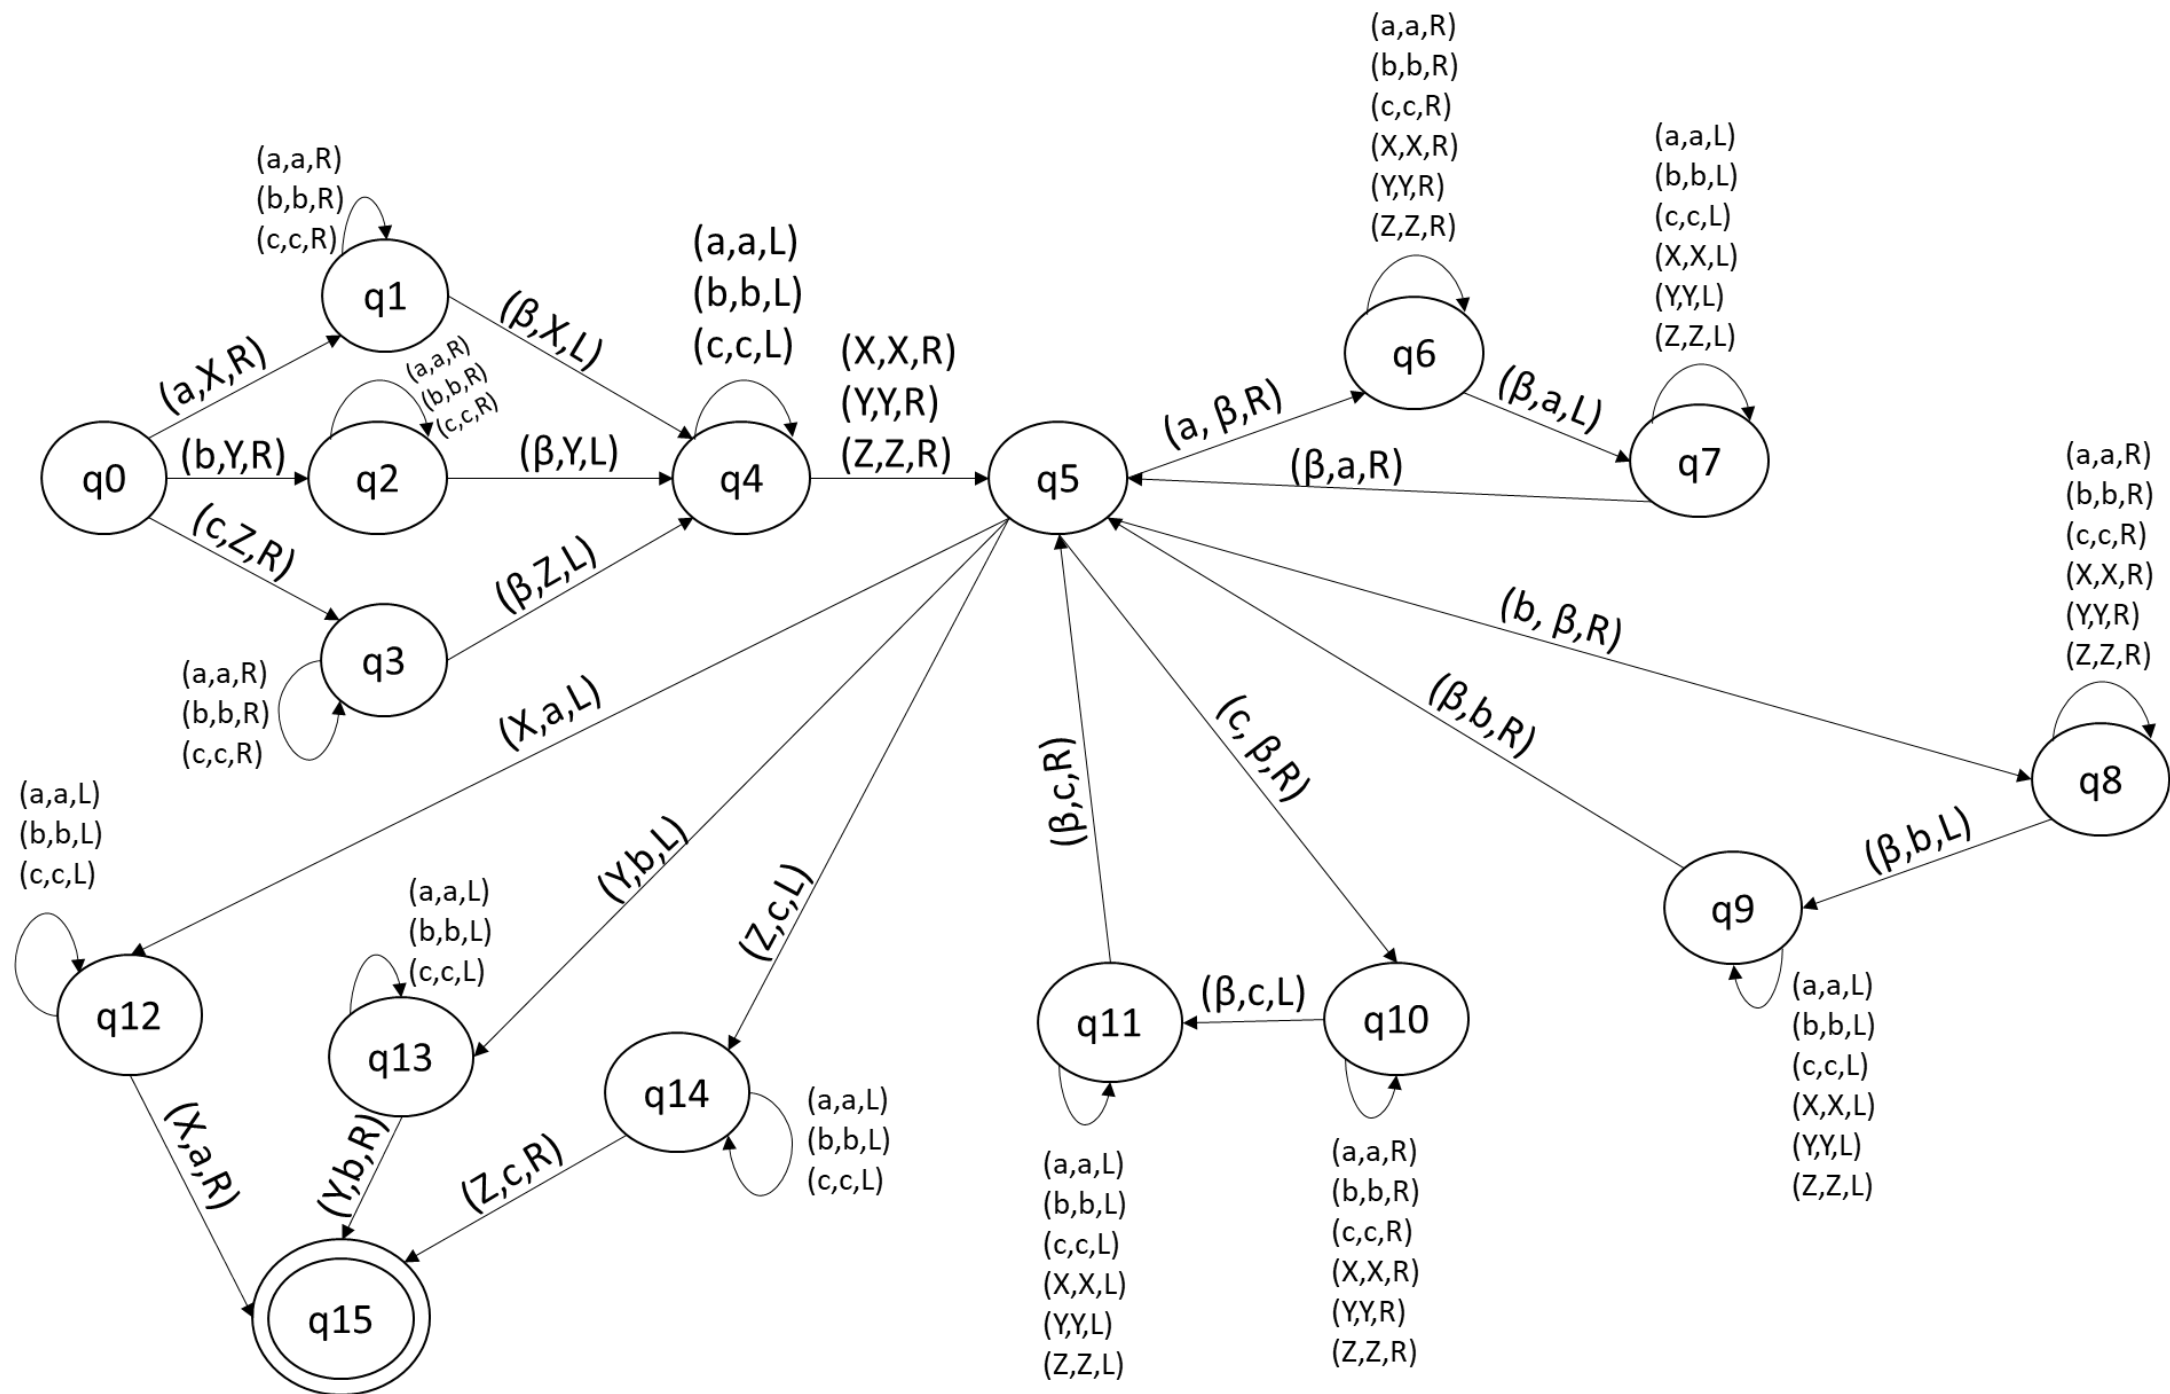 (a,a,R)
(b,b,R)
(c,c,R)
(X,X,R)
(Y,Y,R)
(Z,Z,R)
q6
(a,a,L)
(b,b,L)
(c,c,L)
(X,X,L)
(Y,Y,L)
(Z,Z,L)
q7
(a,a,R)
(b,b,R)
(c,c,R)
q1
(a,X,R)
(β,X,L)
(a,a,R)
(b,b,R)
(c,c,R)
(a,a,L)
(b,b,L)
(c,c,L)
(X,X,R)
(Y,Y,R)
(Z,Z,R)
q0
(b,Y,R)
q2
(β,Y,L)
q4
q5
(a, β,R)
(β,a,L)
(β,a,R)
(c,Z,R)
(β,Z,L)
q3
(a,a,R)
(b,b,R)
(c,c,R)
(a,a,R)
(b,b,R)
(c,c,R)
(X,X,R)
(Y,Y,R)
(Z,Z,R)
q8
(b, β,R)
(β,b,R)
(β,b,L)
q9
(a,a,L)
(b,b,L)
(c,c,L)
(X,X,L)
(Y,Y,L)
(Z,Z,L)
(X,a,L)
(Y,b,L)
(Z,c,L)
(β,c,R)
(c, β,R)
(a,a,L)
(b,b,L)
(c,c,L)
q12
(a,a,L)
(b,b,L)
(c,c,L)
q13
q14
(a,a,L)
(b,b,L)
(c,c,L)
q11
(β,c,L)
q10
(a,a,L)
(b,b,L)
(c,c,L)
(X,X,L)
(Y,Y,L)
(Z,Z,L)
(a,a,R)
(b,b,R)
(c,c,R)
(X,X,R)
(Y,Y,R)
(Z,Z,R)
(X,a,R)
(Y,b,R)
(Z,c,R)
q15